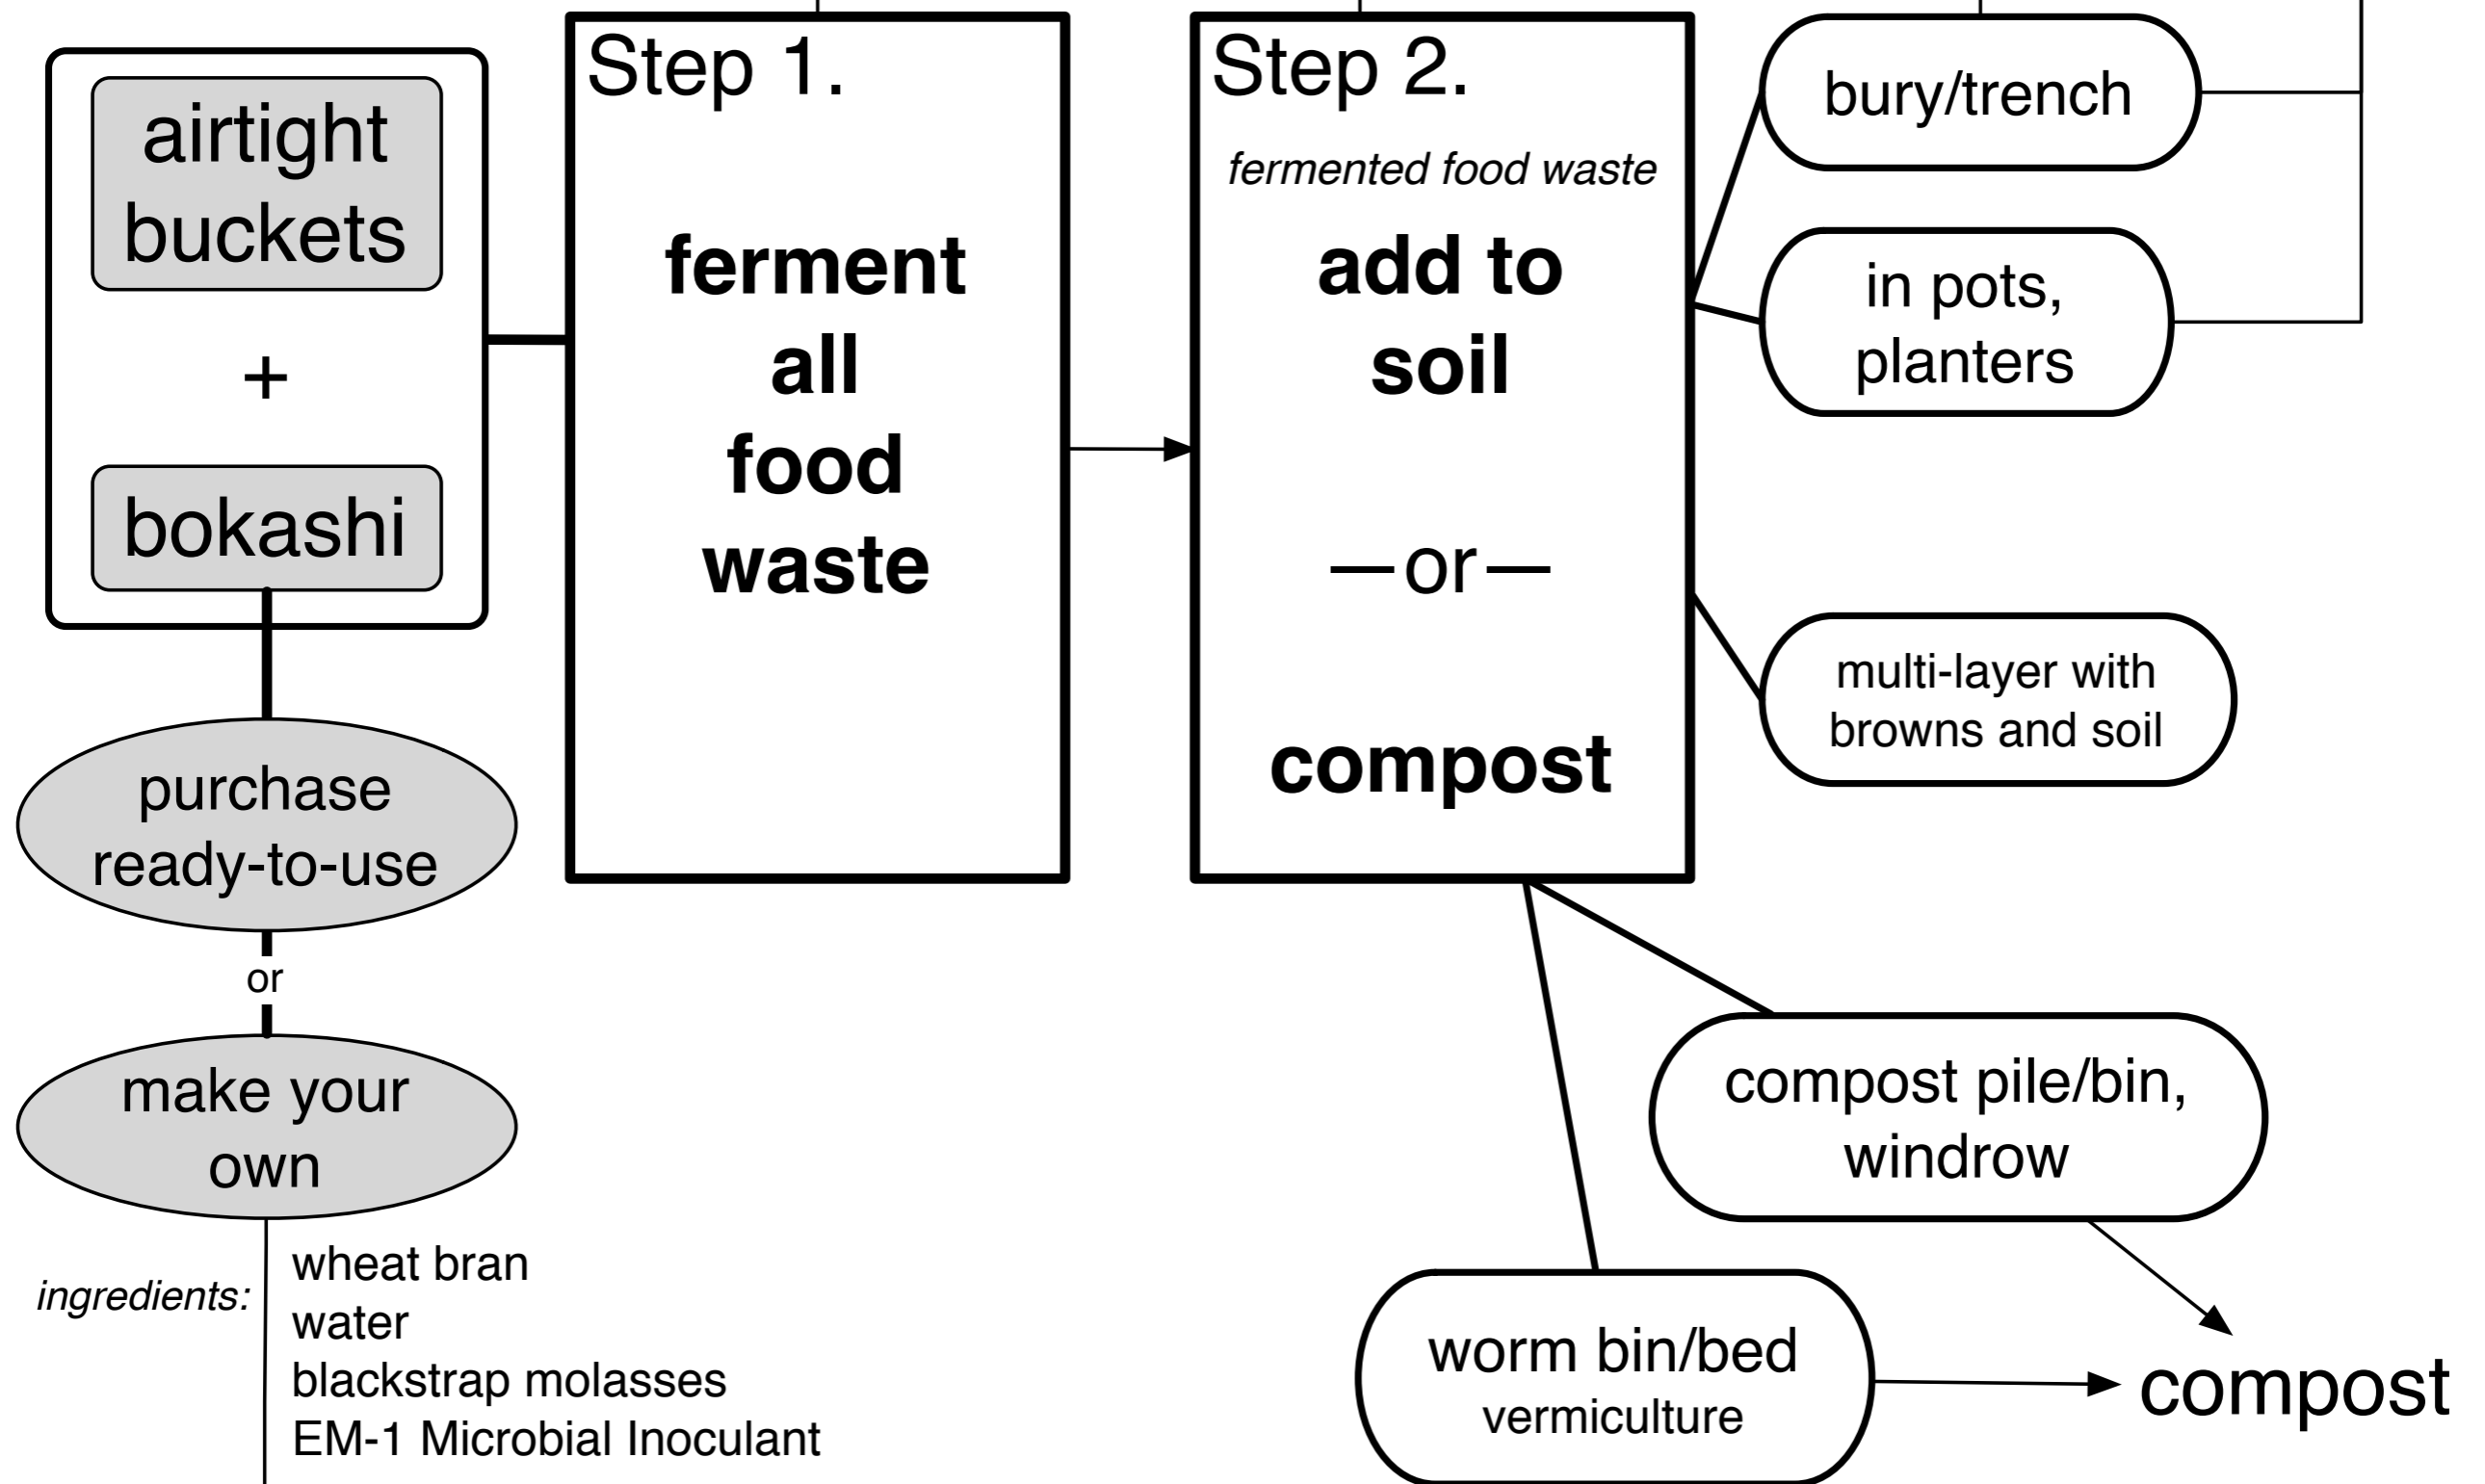 airtight
buckets
+
bokashi
purchase
ready-to-use
or
make your
own
ingredients:
wheat bran
water
blackstrap molasses
EM-1 Microbial Inoculant
Step 1.
ferment
all
food
waste
Step 2.
fermented food waste
add to
soil
—or—
compost
bury/trench
in pots,
planters
multi-layer with
browns and soil
compost pile/bin,
windrow
worm bin/bed
vermiculture
compost